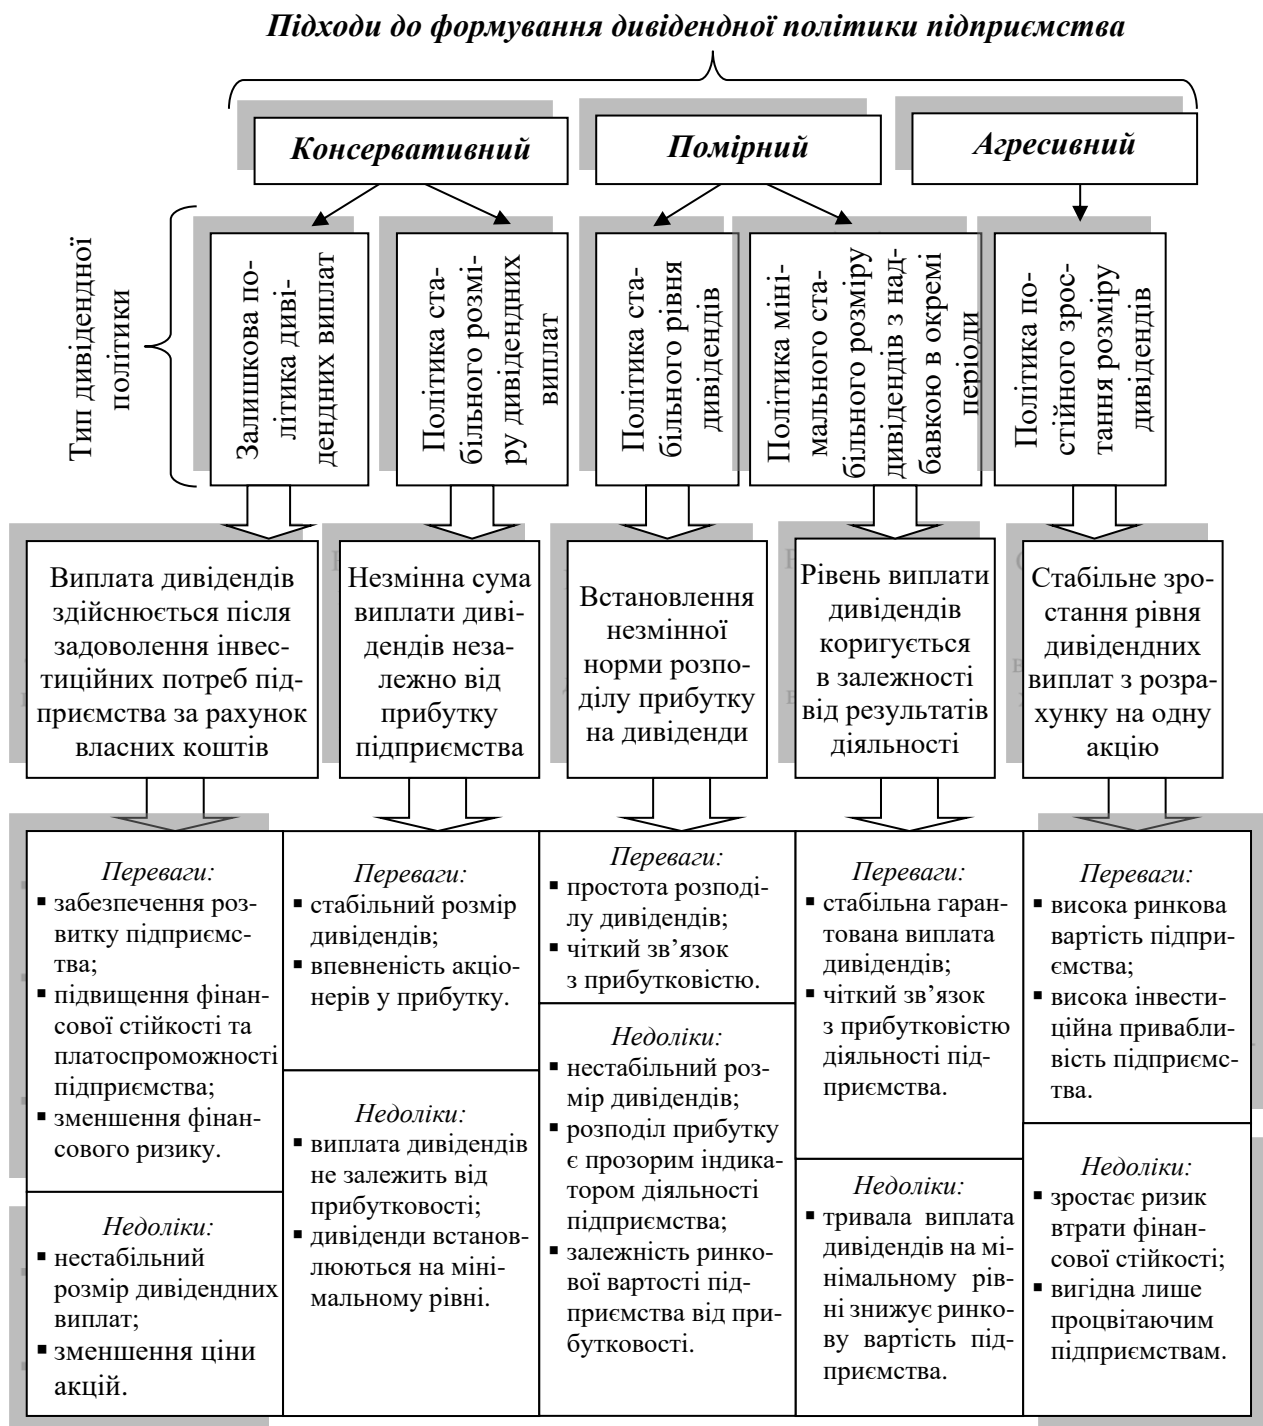 Підходи до формування дивідендної політики підприємства
Консервативний
Помірний
Агресивний
Тип дивідендної
політики
Залишкова по-
літика диві-
дендних виплат
Політика ста-
більного розмі-
ру дивідендних
виплат
Політика ста-
більного рівня
дивідендів
Політика міні-
мального ста-
більного розміру
дивідендів з над-
бавкою в окремі
періоди
Політика по-
стійного зрос-
тання розміру
дивідендів
Виплата дивідендів
здійснюється після
задоволення інвес-
тиційних потреб під-
приємства за рахунок
власних коштів
Незмінна сума
виплати диві-
дендів неза-
лежно від
прибутку
підприємства
Встановлення
незмінної
норми розпо-
ділу прибутку
на дивіденди
Рівень виплати
дивідендів
коригується
в залежності
від результатів
діяльності
Стабільне зро-
стання рівня
дивідендних
виплат з розра-
хунку на одну
акцію
Переваги:
▪ забезпечення роз-
витку підприємс-
тва;
▪ підвищення фінан-
сової стійкості та
платоспроможності
підприємства;
▪ зменшення фінан-
сового ризику.
Недоліки:
▪ нестабільний
розмір дивідендних
виплат;
▪ зменшення ціни
акцій.
Переваги:
▪ стабільний розмір
дивідендів;
▪ впевненість акціо-
нерів у прибутку.
Недоліки:
▪ виплата дивідендів
не залежить від
прибутковості;
▪ дивіденди встанов-
люються на міні-
мальному рівні.
Переваги:
▪ простота розподі-
лу дивідендів;
▪ чіткий зв’язок
з прибутковістю.
Недоліки:
▪ нестабільний роз-
мір дивідендів;
▪ розподіл прибутку
є прозорим індика-
тором діяльності
підприємства;
▪ залежність ринко-
вої вартості під-
приємства від при-
бутковості.
Переваги:
▪ стабільна гаран-
тована виплата
дивідендів;
▪ чіткий зв’язок
з прибутковістю
діяльності під-
приємства.
Недоліки:
▪ тривала виплата
дивідендів на мі-
німальному рів-
ні знижує ринко-
ву вартість під-
приємства.
Переваги:
▪ висока ринкова
вартість підпри-
ємства;
▪ висока інвести-
ційна привабли-
вість підприємс-
тва.
Недоліки:
▪ зростає ризик
втрати фінан-
сової стійкості;
▪ вигідна лише
процвітаючим
підприємствам.